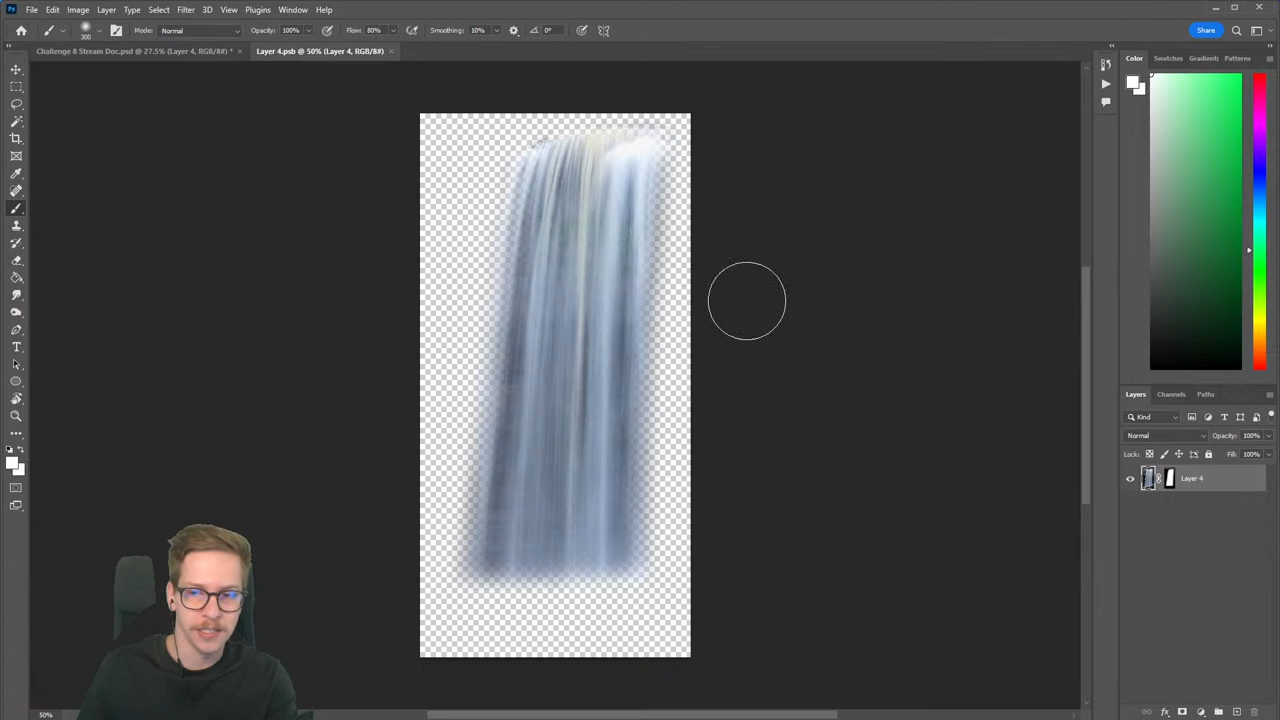 Ps File Edit Image Layer Type Select Filter 3D View Plugins Window Help
300 Mode: Normal Opacity: 100% Flow: 80% Smoothing: 10% 0° Share
Challenge 8 Stream Doc.psd @ 27.5% (Layer 4, RGB/8#) * × Layer 4.psb @ 50% (Layer 4, RGB/8#) ×
Color Swatches Gradients Patterns
Layers Channels Paths
Kind
Normal Opacity: 100%
Lock: Fill: 100%
Layer 4
50%